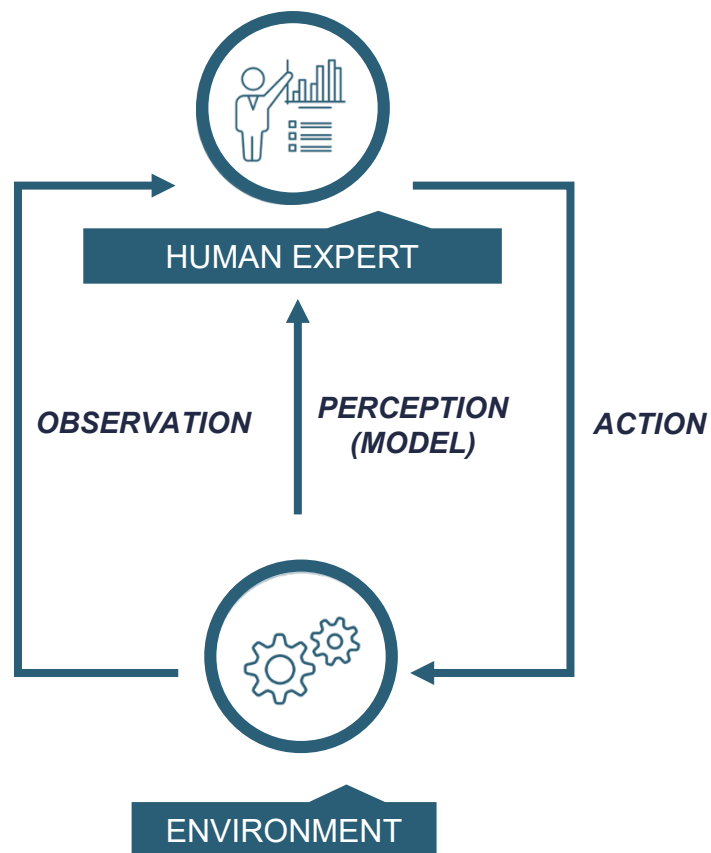 HUMAN EXPERT
OBSERVATION
PERCEPTION
(MODEL)
ACTION
ENVIRONMENT